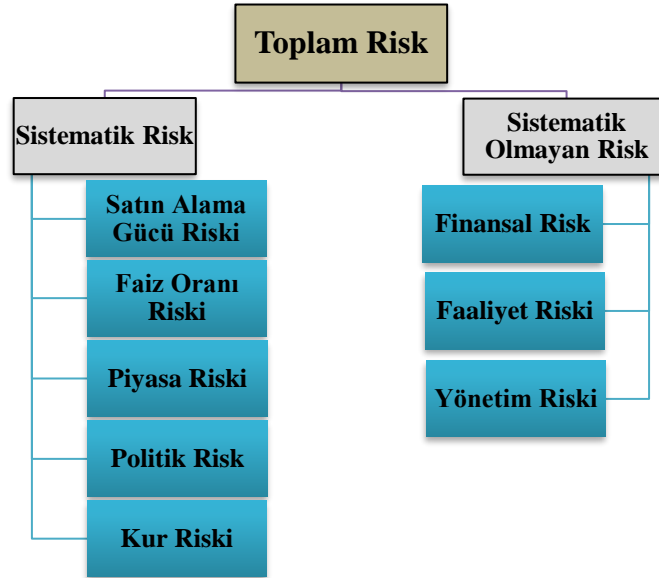 Toplam Risk
Sistematik Risk
Satın Alama
Gücü Riski
Faiz Oranı
Riski
Piyasa Riski
Politik Risk
Kur Riski
Sistematik
Olmayan Risk
Finansal Risk
Faaliyet Riski
Yönetim Riski